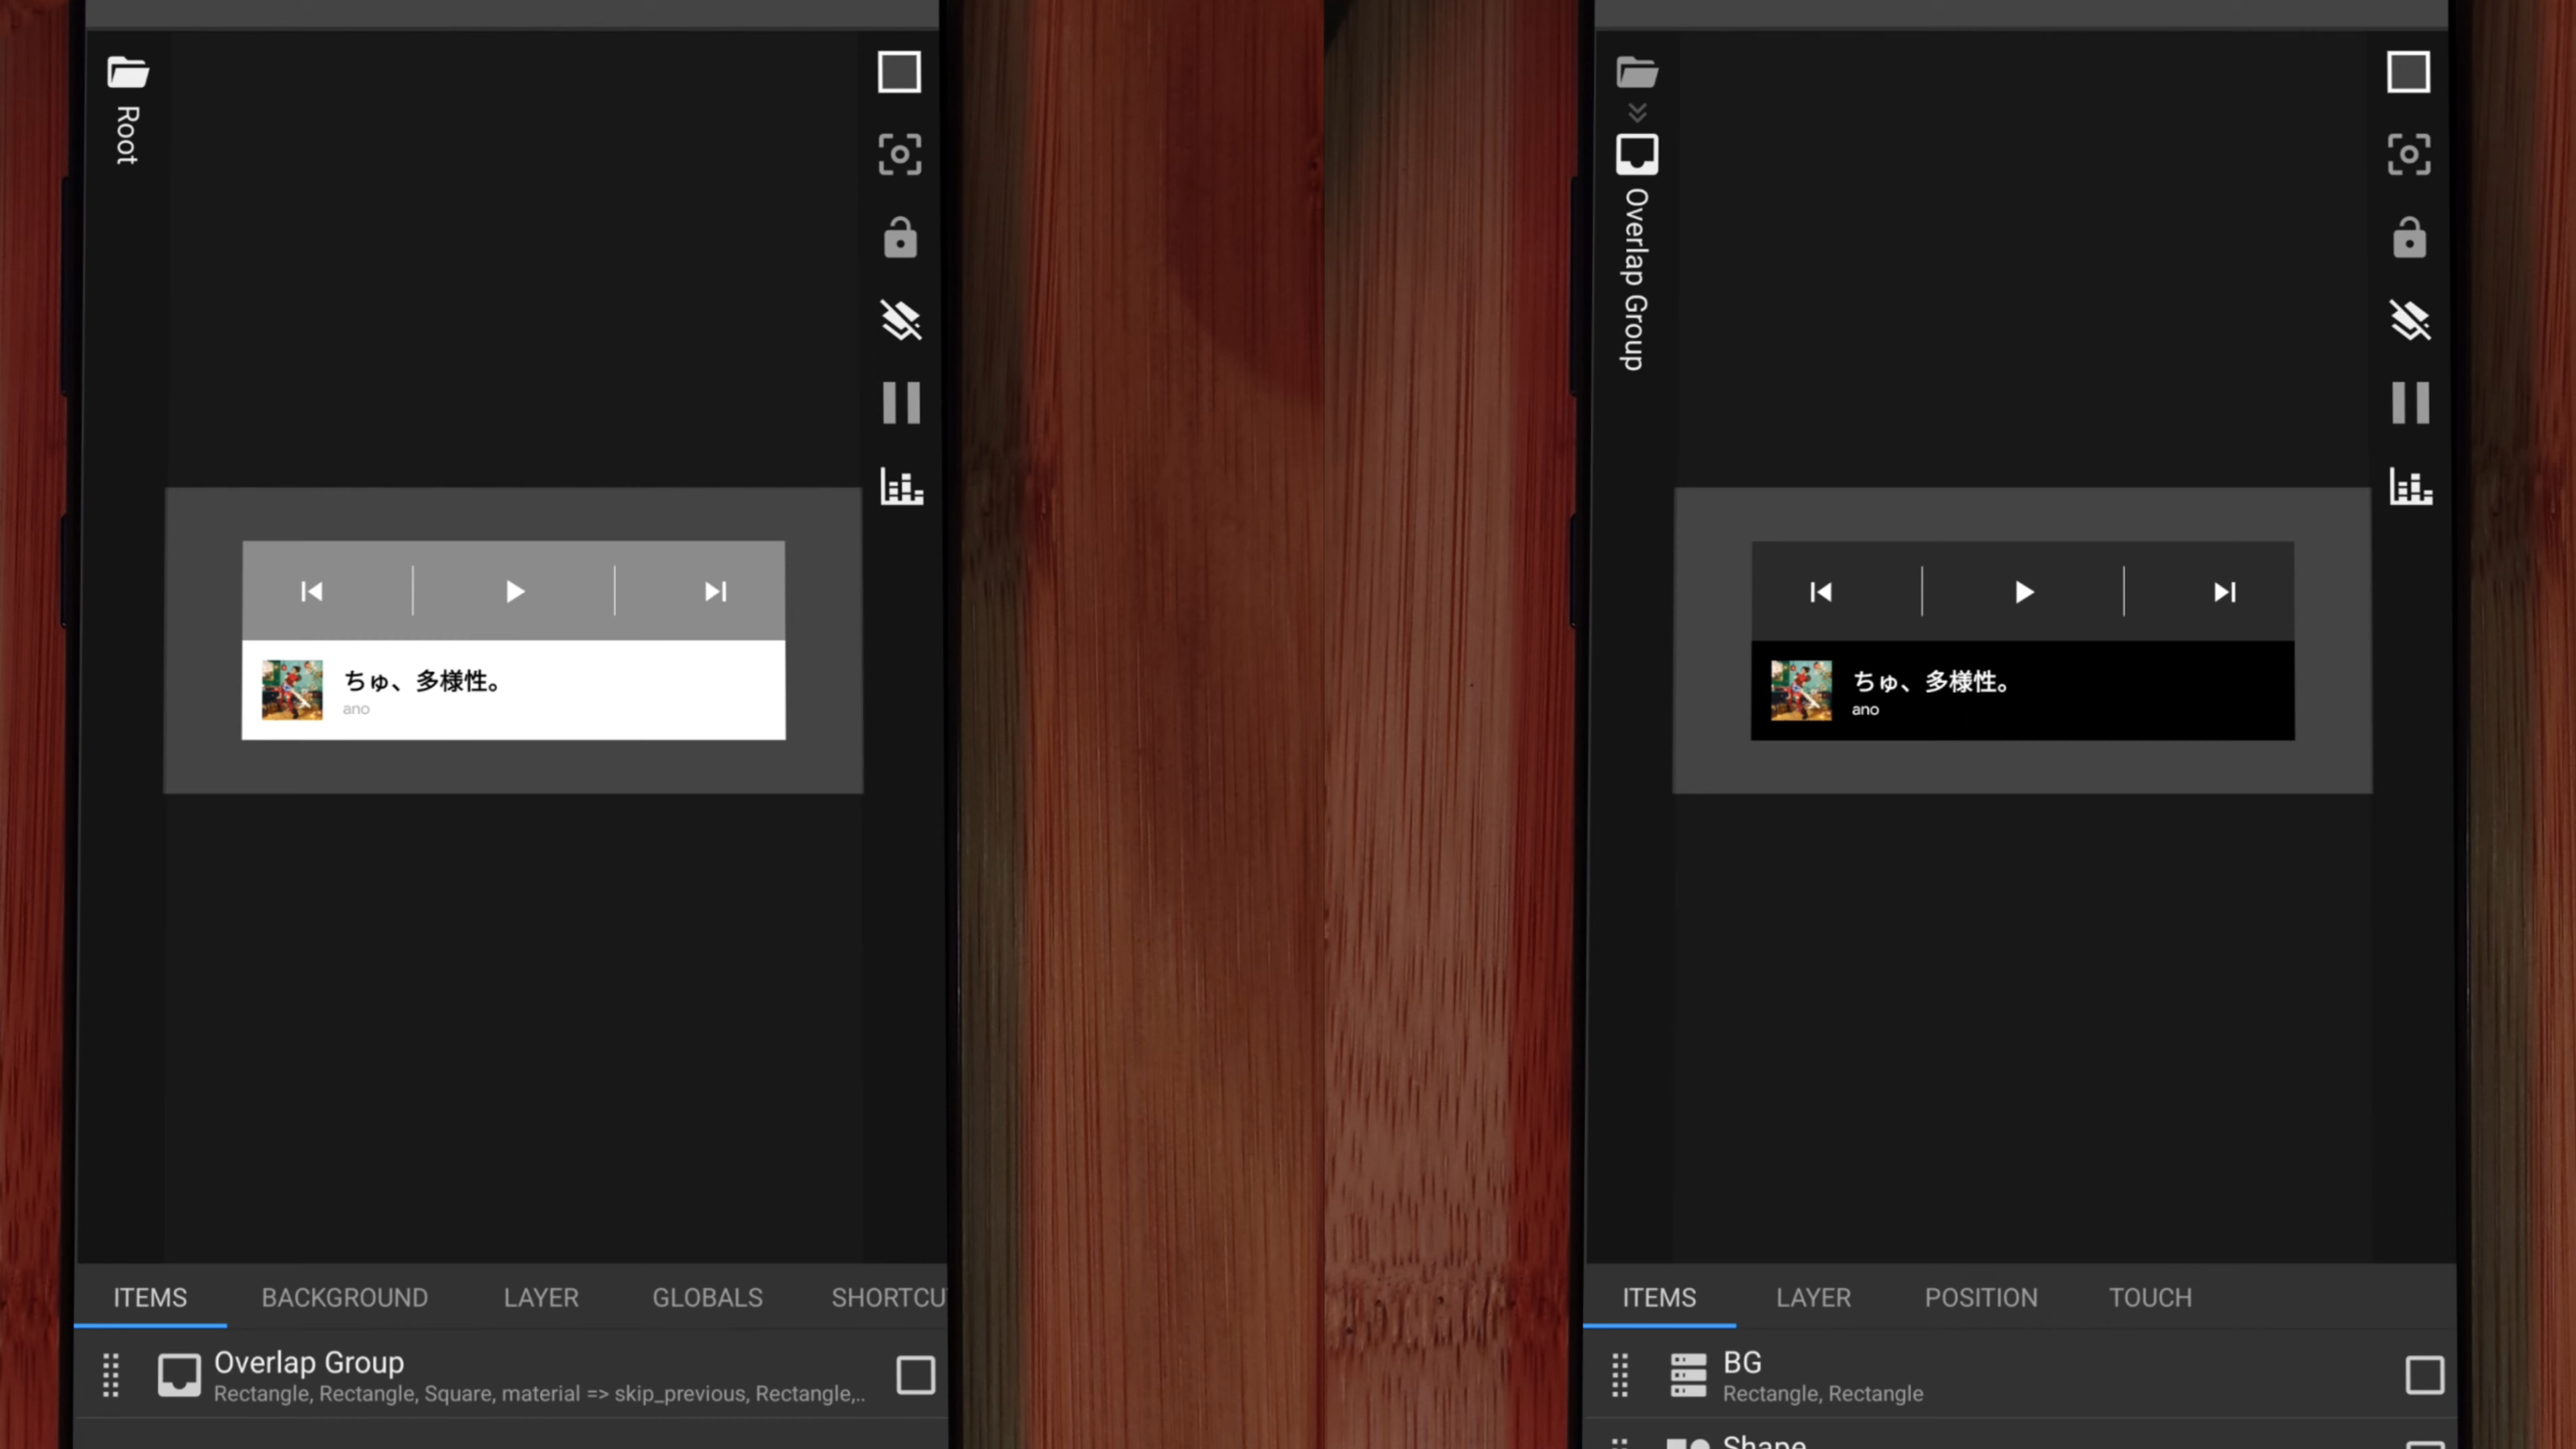 Root
ちゅ、多様性。
ano
ITEMS BACKGROUND LAYER GLOBALS SHORTCU
Overlap Group
Rectangle, Rectangle, Square, material => skip_previous, Rectangle,..
Overlap Group
ちゅ、多様性。
ano
ITEMS LAYER POSITION TOUCH
BG
Rectangle, Rectangle
Shape